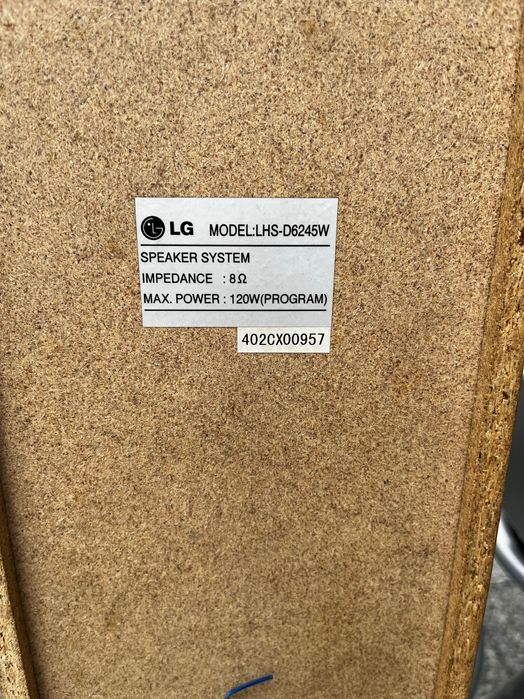 LG MODEL:LHS-D6245W
SPEAKER SYSTEM
IMPEDANCE : 8Ω
MAX. POWER : 120W(PROGRAM)
402CX00957